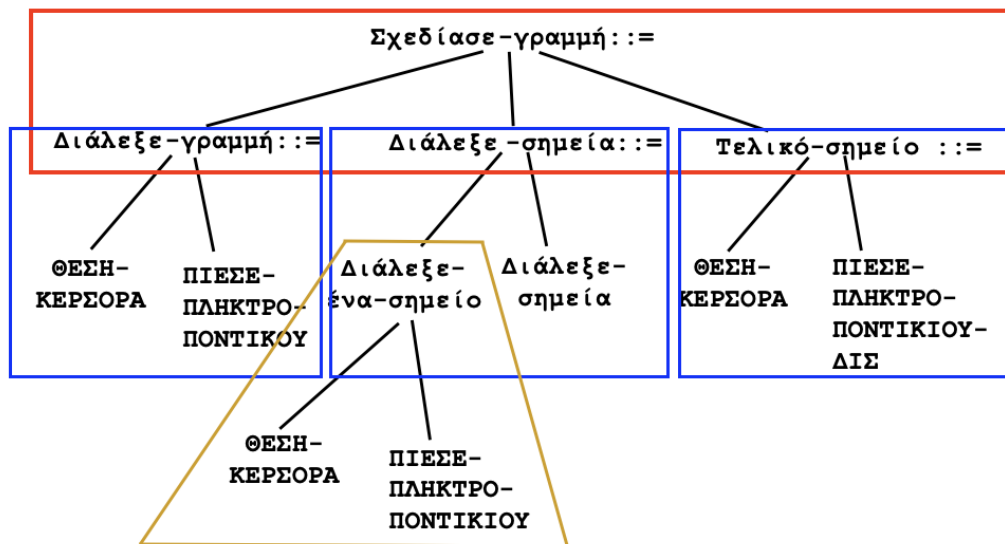 Σχεδίασε-γραμμή::=
Διάλεξε-γραμμή::=
Διάλεξε-σημεία::=
Τελικό-σημείο ::=
ΘΕΣΗ-
ΚΕΡΣΟΡΑ
ΠΙΕΣΕ-
ΠΛΗΚΤΡΟ-
ΠΟΝΤΙΚΟΥ
Διάλεξε-
ένα-σημείο
Διάλεξε-
σημεία
ΘΕΣΗ-
ΚΕΡΣΟΡΑ
ΠΙΕΣΕ-
ΠΛΗΚΤΡΟ-
ΠΟΝΤΙΚΙΟΥ-
ΔΙΣ
ΘΕΣΗ-
ΚΕΡΣΟΡΑ
ΠΙΕΣΕ-
ΠΛΗΚΤΡΟ-
ΠΟΝΤΙΚΙΟΥ